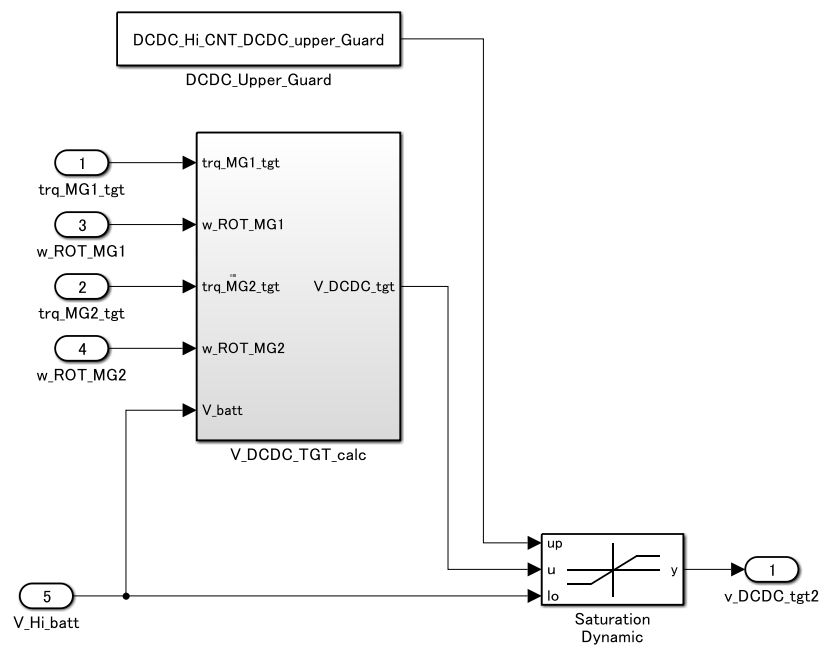 DCDC_Hi_CNT_DCDC_upper_Guard
DCDC_Upper_Guard
1
trq_MG1_tgt
trq_MG1_tgt
3
w_ROT_MG1
w_ROT_MG1
2
trq_MG2_tgt
trq_MG2_tgt
V_DCDC_tgt
4
w_ROT_MG2
w_ROT_MG2
V_batt
V_DCDC_TGT_calc
up
u
y
lo
Saturation
Dynamic
1
v_DCDC_tgt2
5
V_Hi_batt